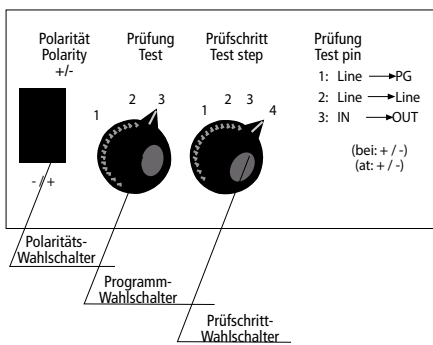 Polarität
Polarity
+/-
- /+
Prüfung
Test
1 2 3
Prüfschritt
Test step
1 2 3 4
Prüfung
Test pin
1: Line → PG
2: Line → Line
3: IN → OUT
(bei: + / -)
(at: + / -)
Polaritäts-
Wahlschalter
Programm-
Wahlschalter
Prüfschritt-
Wahlschalter